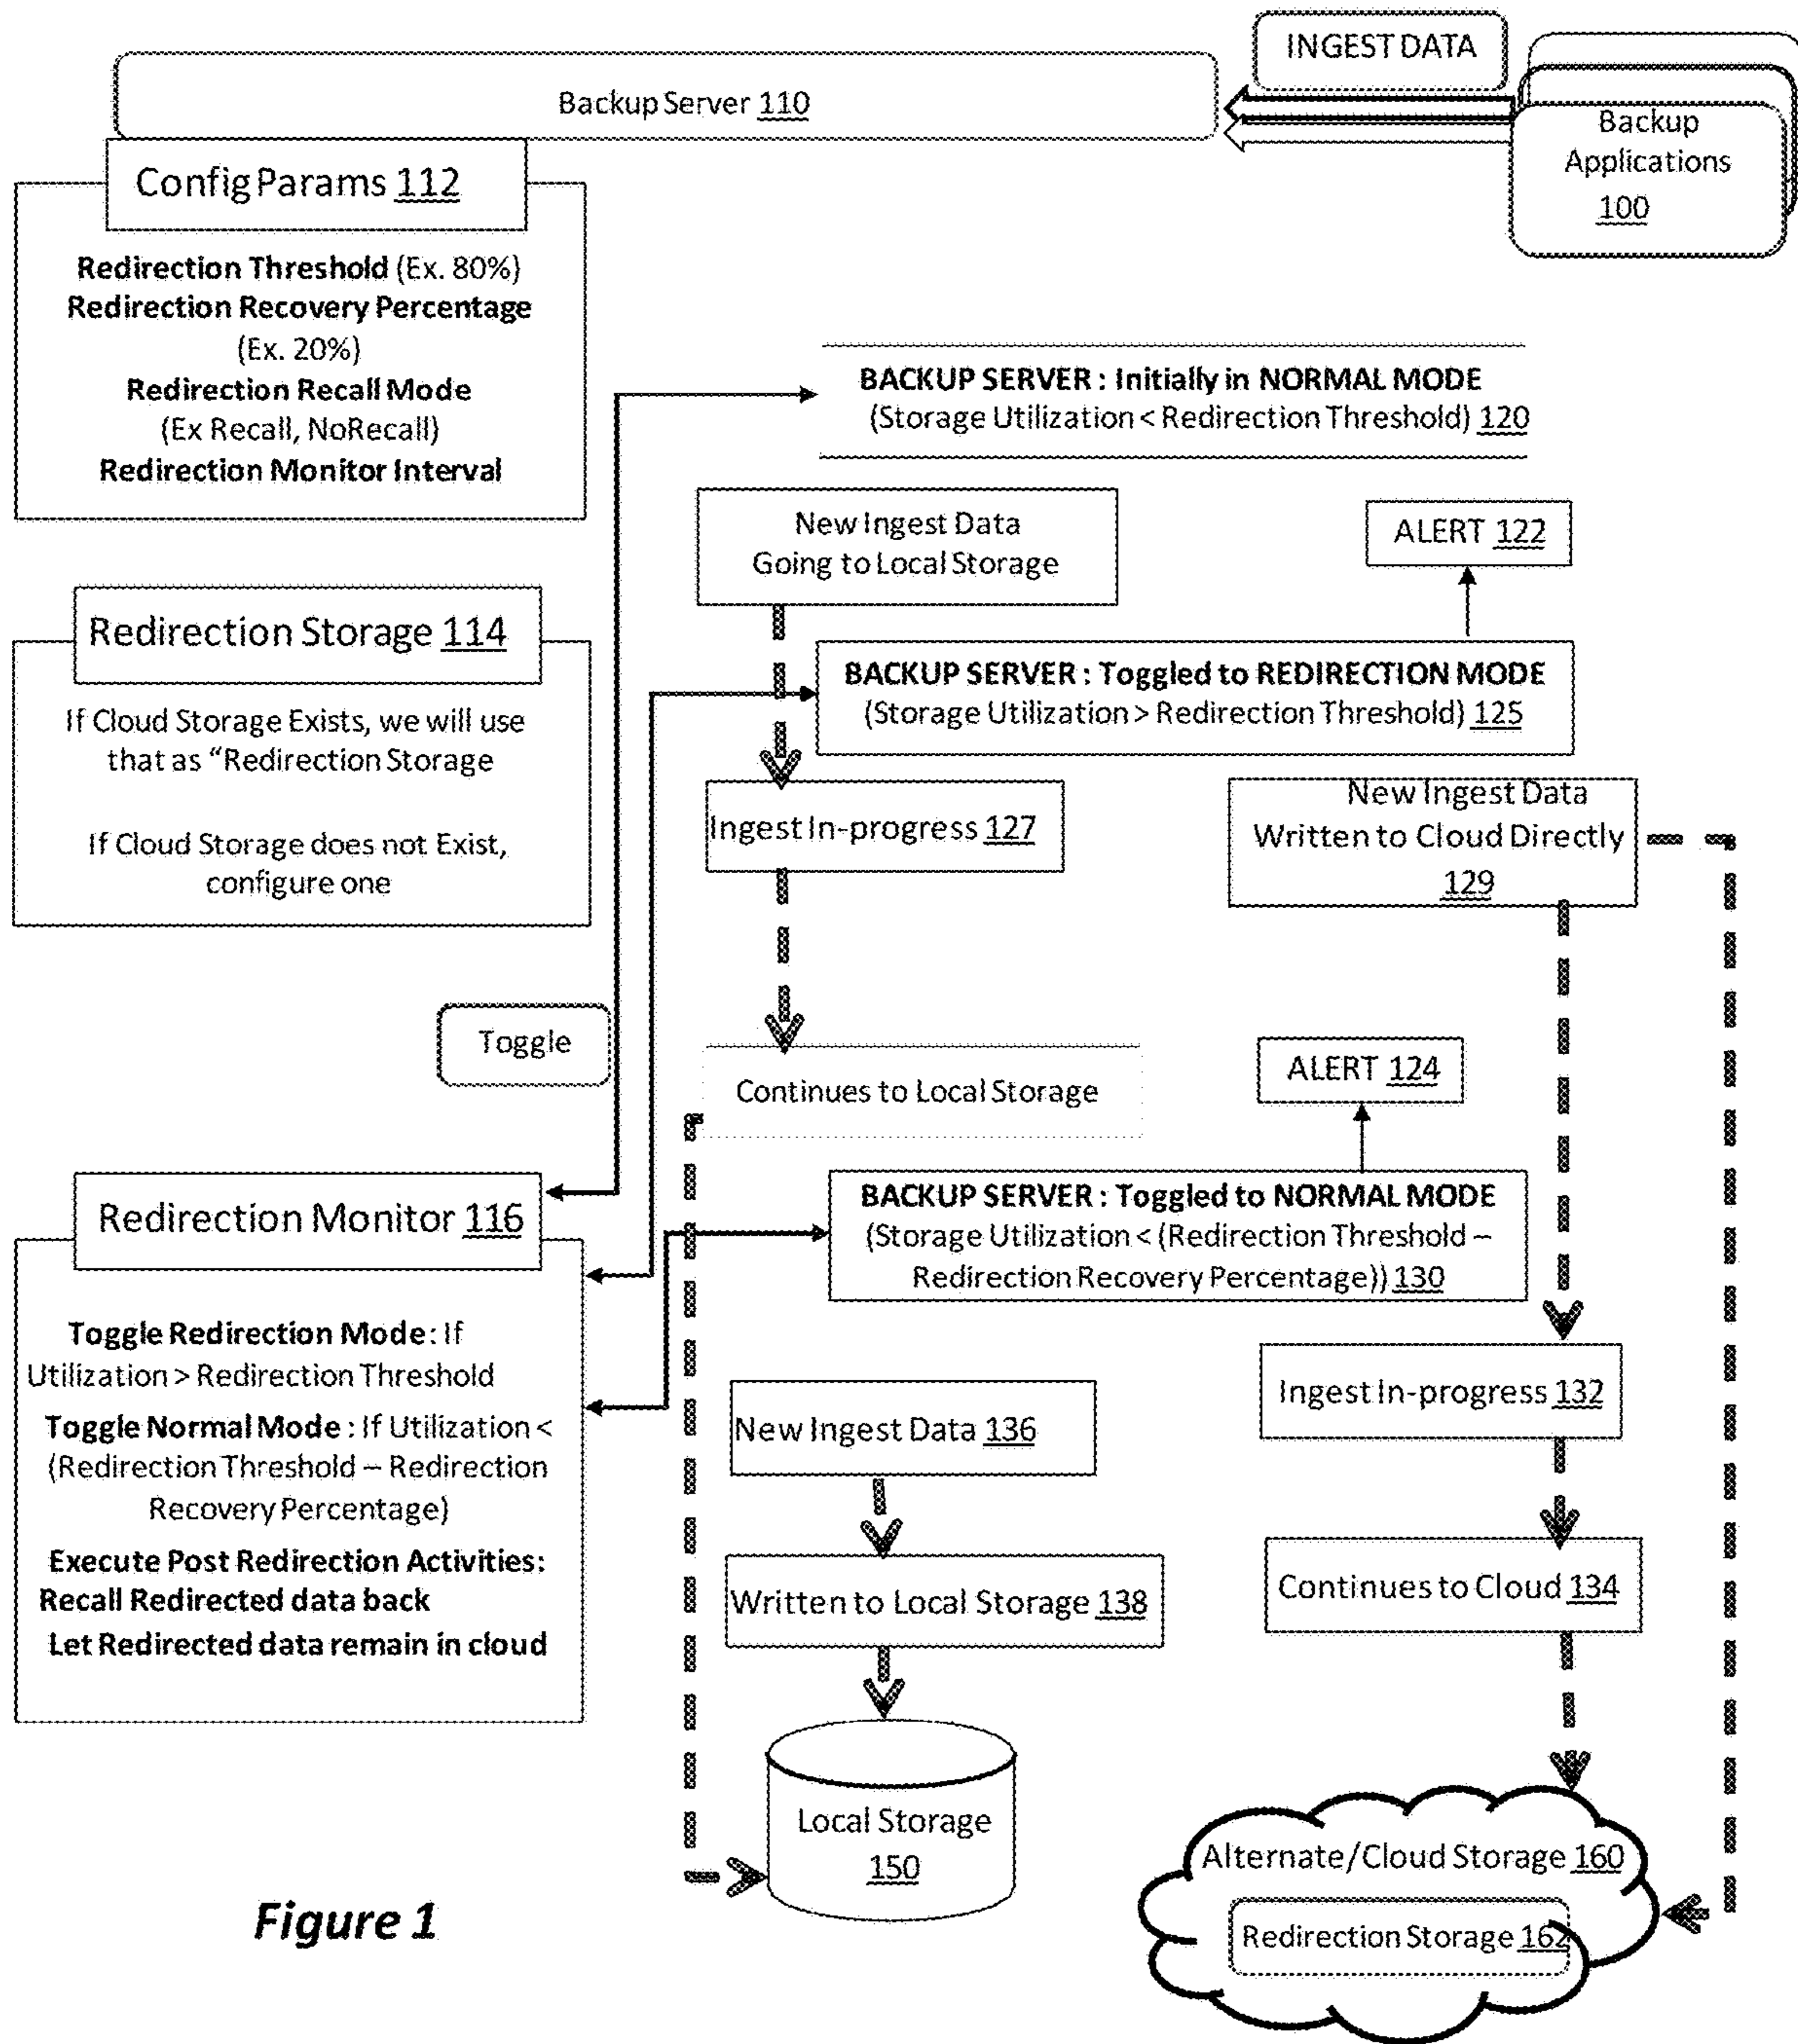 INGEST DATA
Backup Server 110
Backup
Applications
100
Config Params 112
Redirection Threshold (Ex. 80%)
Redirection Recovery Percentage
(Ex. 20%)
Redirection Recall Mode
(Ex Recall, NoRecall)
Redirection Monitor Interval
BACKUP SERVER : Initially in NORMAL MODE
(Storage Utilization < Redirection Threshold) 120
New Ingest Data
Going to Local Storage
ALERT 122
Redirection Storage 114
If Cloud Storage Exists, we will use
that as “Redirection Storage
If Cloud Storage does not Exist,
configure one
BACKUP SERVER : Toggled to REDIRECTION MODE
(Storage Utilization > Redirection Threshold) 125
Ingest In-progress 127
New Ingest Data
Written to Cloud Directly
129
Toggle
Continues to Local Storage
ALERT 124
Redirection Monitor 116
Toggle Redirection Mode: If
Utilization > Redirection Threshold
Toggle Normal Mode : If Utilization <
(Redirection Threshold – Redirection
Recovery Percentage)
Execute Post Redirection Activities:
Recall Redirected data back
Let Redirected data remain in cloud
BACKUP SERVER : Toggled to NORMAL MODE
(Storage Utilization < (Redirection Threshold –
Redirection Recovery Percentage)) 130
Ingest In-progress 132
New Ingest Data 136
Continues to Cloud 134
Written to Local Storage 138
Local Storage
150
Alternate/Cloud Storage 160
Redirection Storage 162
Figure 1